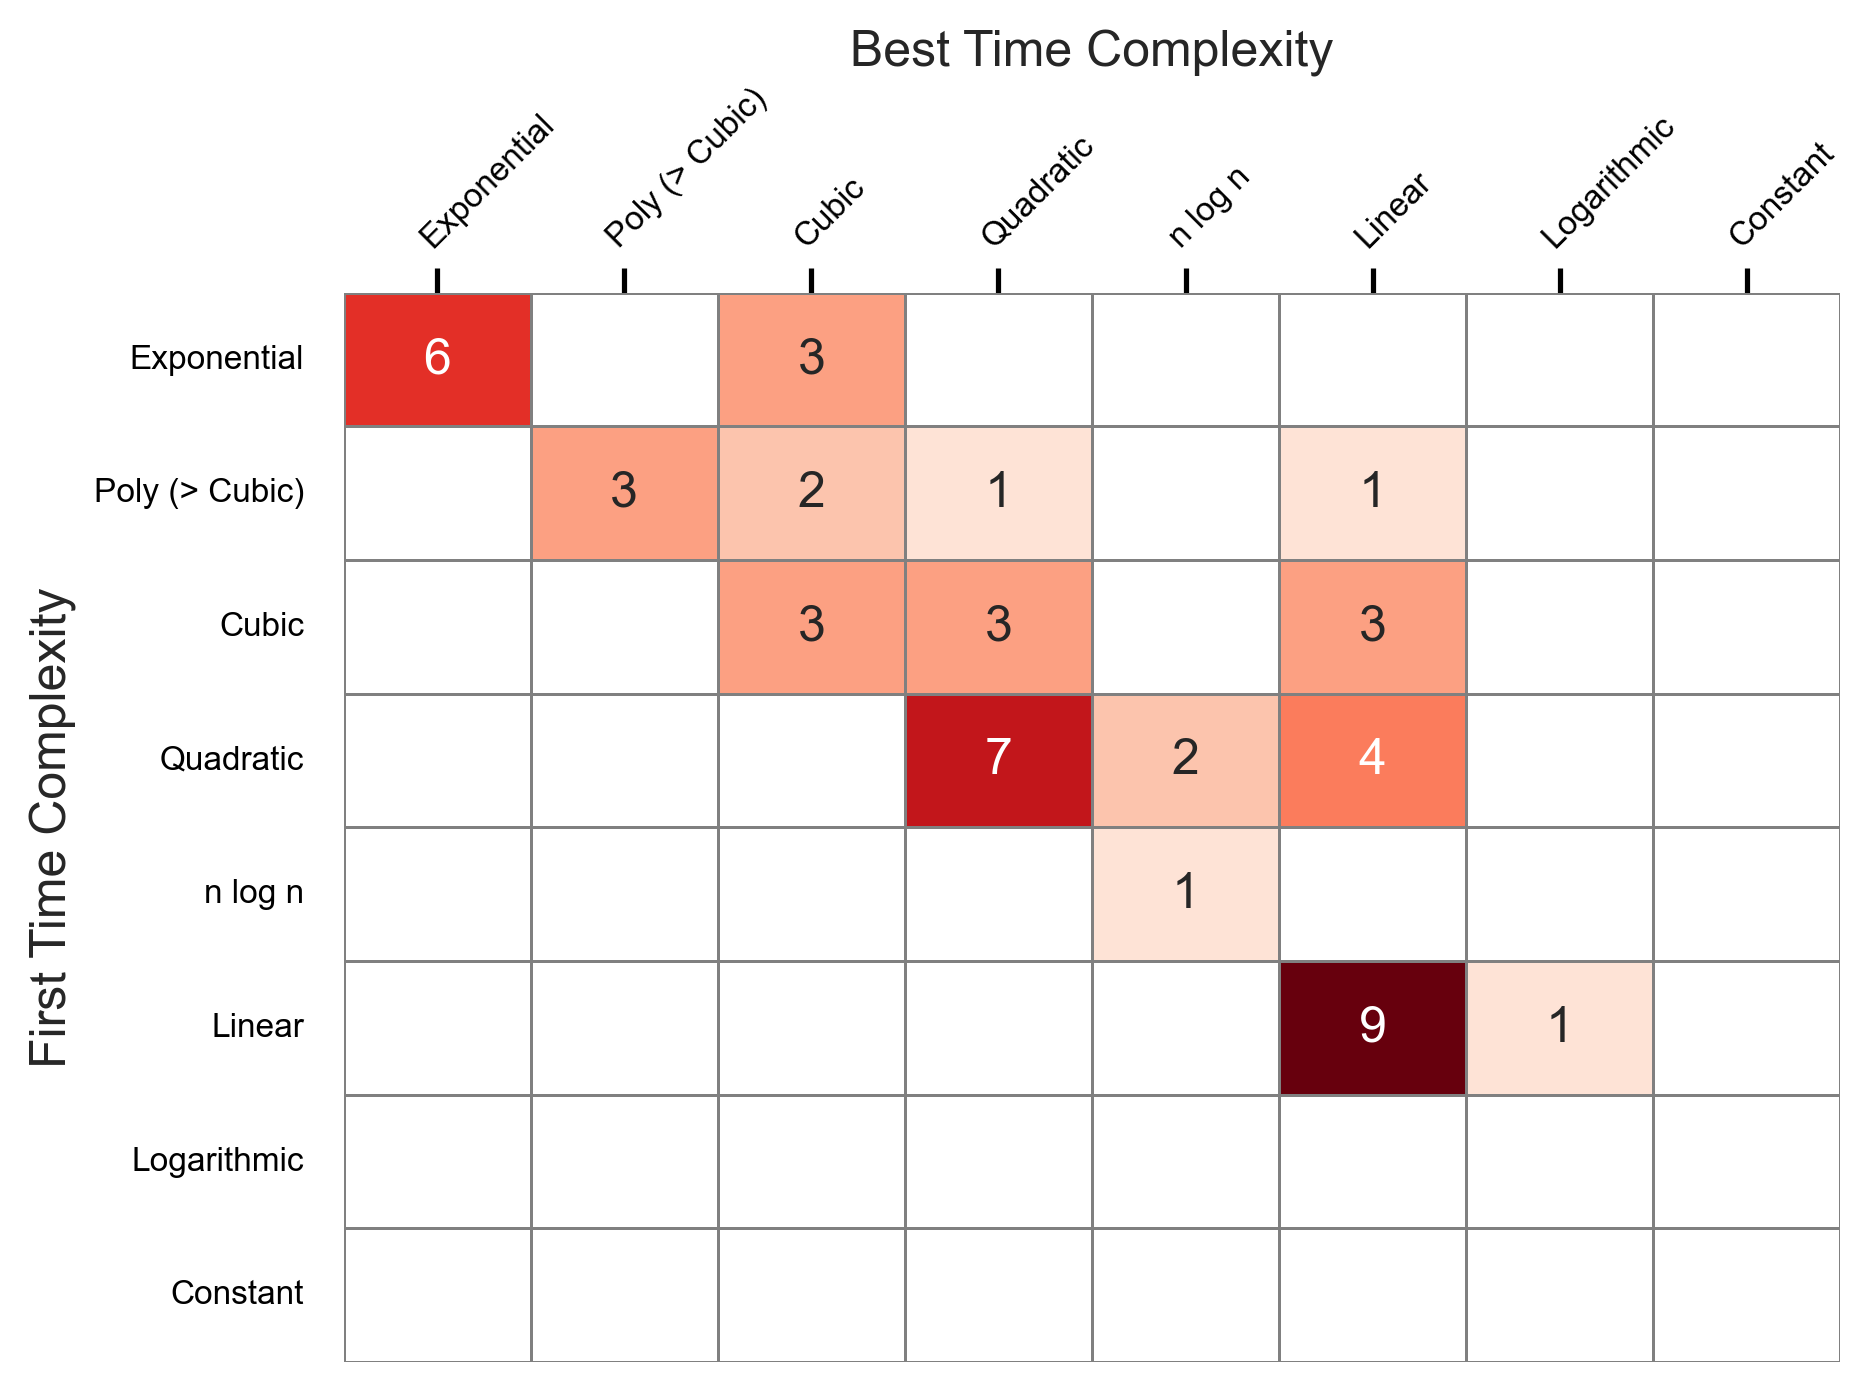 Best Time Complexity
Exponential
Poly (> Cubic)
Cubic
Quadratic
n log n
Linear
Logarithmic
Constant
First Time Complexity
Exponential
6
3
Poly (> Cubic)
3
2
1
1
Cubic
3
3
3
Quadratic
7
2
4
n log n
1
Linear
9
1
Logarithmic
Constant